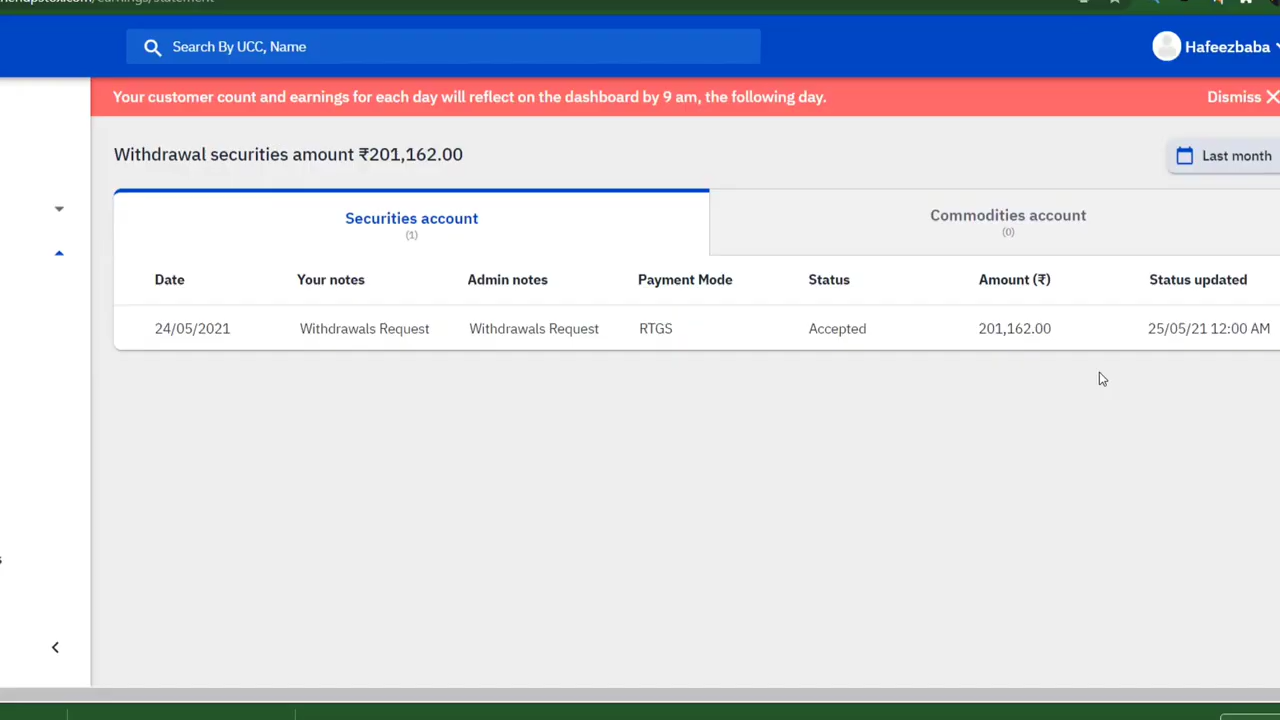 Search By UCC, Name
Hafeezbaba
Your customer count and earnings for each day will reflect on the dashboard by 9 am, the following day.
Dismiss
Withdrawal securities amount ₹201,162.00
Last month
Securities account
(1)
Commodities account
(0)
Date Your notes Admin notes Payment Mode Status Amount (₹) Status updated
24/05/2021 Withdrawals Request Withdrawals Request RTGS Accepted 201,162.00 25/05/21 12:00 AM